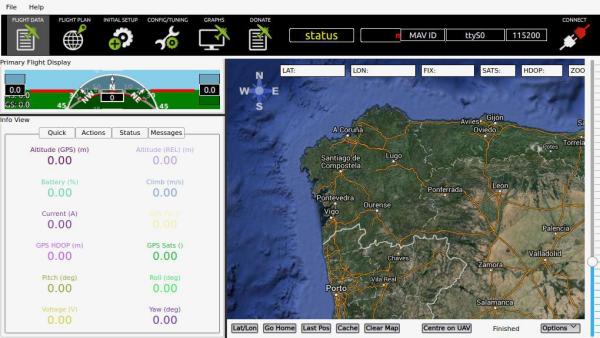 File Help
FLIGHT DATA FLIGHT PLAN INITIAL SETUP CONFIG/TUNING GRAPHS DONATE CONNECT
status MAV ID ttyS0 115200
Primary Flight Display
N
NW NE
0.0 0 0.0
GS: 0.0 45 45
Info View
Quick Actions Status Messages
Altitude (GPS) (m) Altitude (REL) (m)
0.00 0.00
Battery (%) Climb (m/s)
0.00 0.00
Current (A)
0.00 0.00
GPS HDOP (m) GPS Sats ()
0.00 0.00
Pitch (deg) Roll (deg)
0.00 0.00
Voltage (V) Yaw (deg)
0.00 0.00
LAT: LON: FIX: SATS: HDOP: ZOO
N
W E
S
Aviles Gijón
A Coruña Oviedo
Potes Torrela
Santiago de Compostela Lugo
León
Pontevedra Ponferrada
Vigo Ourense
Palencia
Chaves Valladolid
Vila Real Zamora
Porto Salamanca
Lat/Lon Go Home Last Pos Cache Clear Map Centre on UAV Finished Options